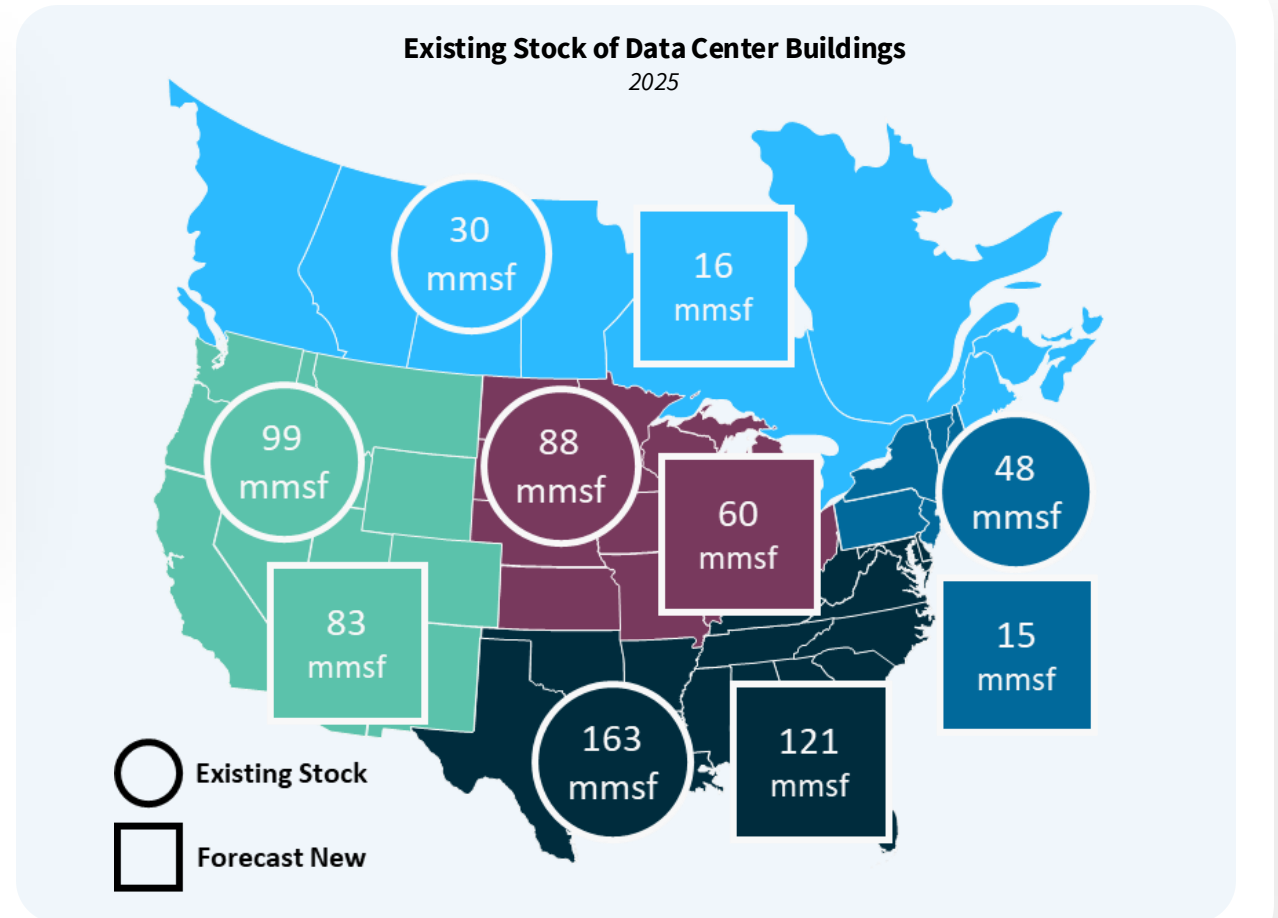 Existing Stock of Data Center Buildings
2025
30
mmsf
16
mmsf
99
mmsf
88
mmsf
48
mmsf
60
mmsf
83
mmsf
15
mmsf
163
mmsf
121
mmsf
Existing Stock
Forecast New